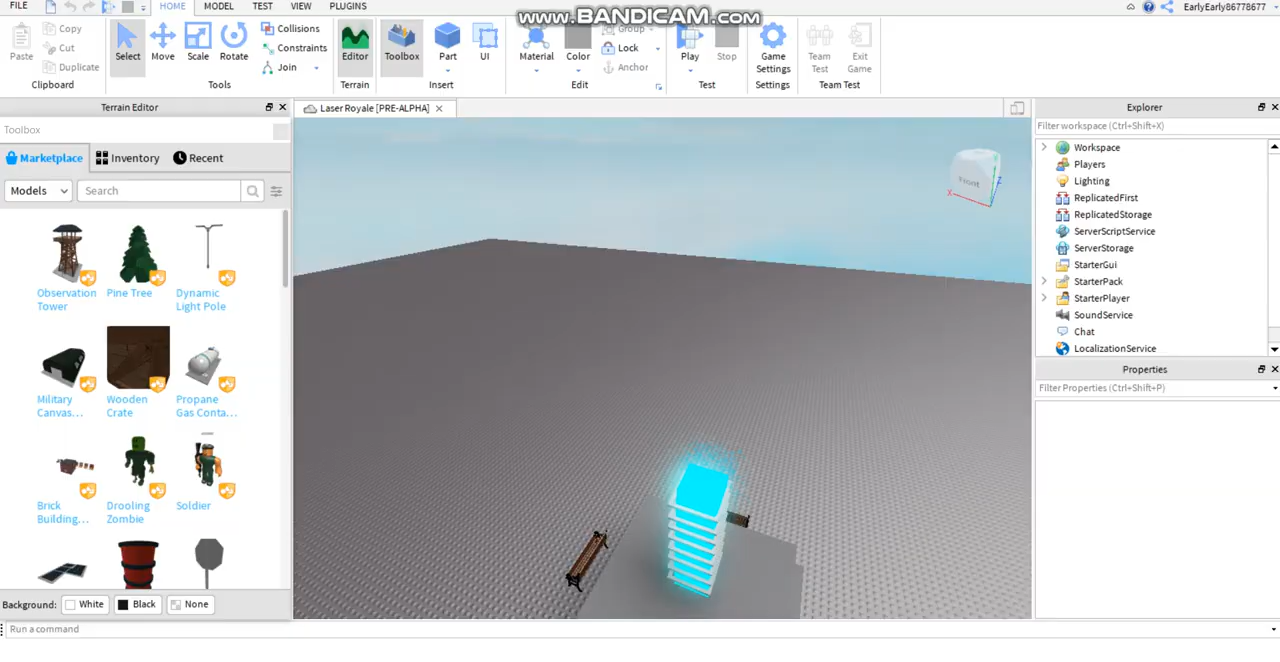 www.BANDICAM.com
FILE HOME MODEL TEST VIEW PLUGINS
EarlyEarly86778677
Paste Copy Cut Duplicate
Select Move Scale Rotate
Collisions Constraints Join
Editor Toolbox Part UI
Material Color Group Lock Anchor
Play Stop Game Settings Team Test Exit Game
Clipboard Tools Terrain Insert Edit Test Settings Team Test
Terrain Editor
Toolbox
Marketplace Inventory Recent
Models Search
Observation Tower
Pine Tree
Dynamic Light Pole
Military Canvas...
Wooden Crate
Propane Gas Conta...
Brick Building...
Drooling Zombie
Soldier
Background: White Black None
Run a command
Laser Royale [PRE-ALPHA]
Front
X
Z
Explorer
Filter workspace (Ctrl+Shift+X)
Workspace
Players
Lighting
ReplicatedFirst
ReplicatedStorage
ServerScriptService
ServerStorage
StarterGui
StarterPack
StarterPlayer
SoundService
Chat
LocalizationService
Properties
Filter Properties (Ctrl+Shift+P)